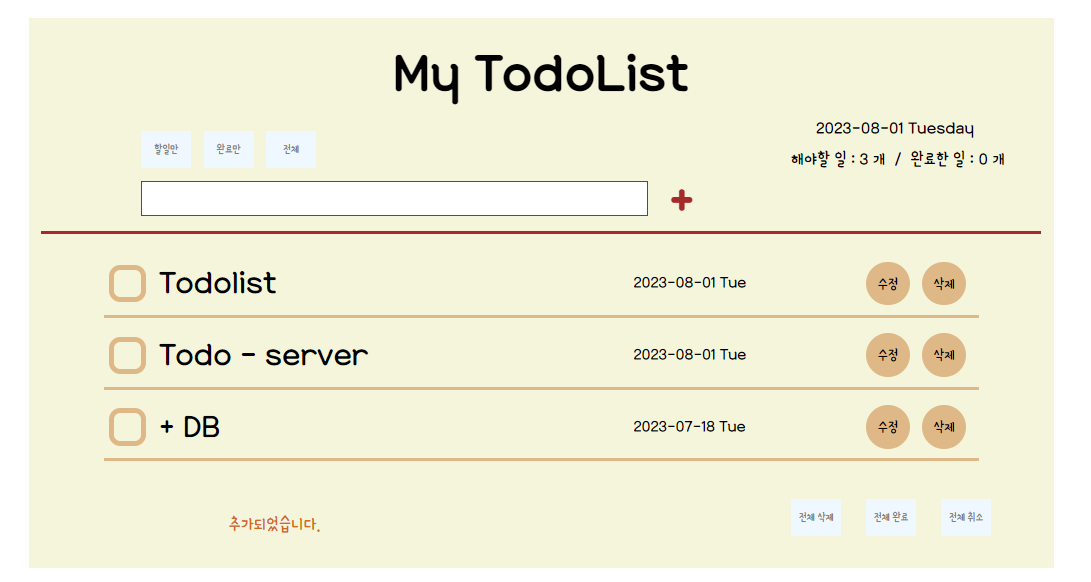 My TodoList
2023-08-01 Tuesday
할일만 완료만 전체
해야할 일 : 3 개 / 완료한 일 : 0 개
Todolist 2023-08-01 Tue 수정 삭제
Todo - server 2023-08-01 Tue 수정 삭제
+ DB 2023-07-18 Tue 수정 삭제
추가되었습니다.
전체 삭제 전체 완료 전체 취소